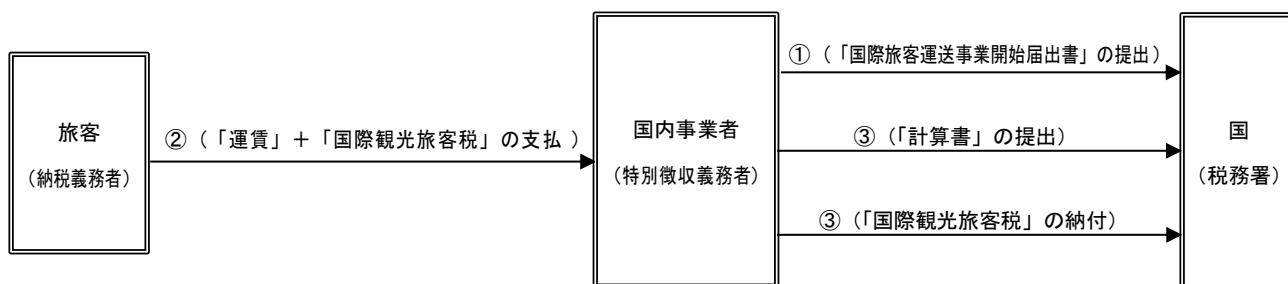 旅客
（納税義務者）
②（「運賃」＋「国際観光旅客税」の支払 ）
国内事業者
（特別徴収義務者）
①（「国際旅客運送事業開始届出書」の提出）
③（「計算書」の提出）
③（「国際観光旅客税」の納付）
国
（税務署）